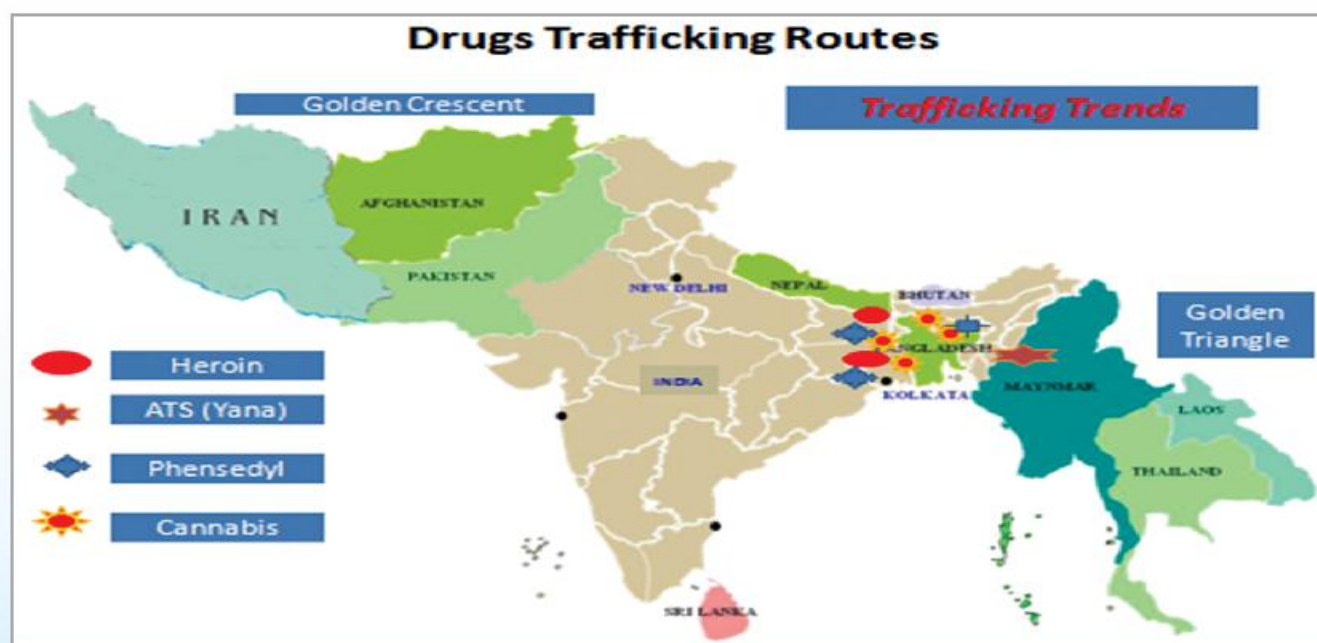 Drugs Trafficking Routes
Golden Crescent
Trafficking Trends
IRAN
AFGHANISTAN
PAKISTAN
NEW DELHI
NEPAL
BHUTAN
ANGLADESH
INDIA
KOLKATA
MAYNMAR
Golden
Triangle
LAOS
THAILAND
SRI LANKA
Heroin
ATS (Yana)
Phensedyl
Cannabis